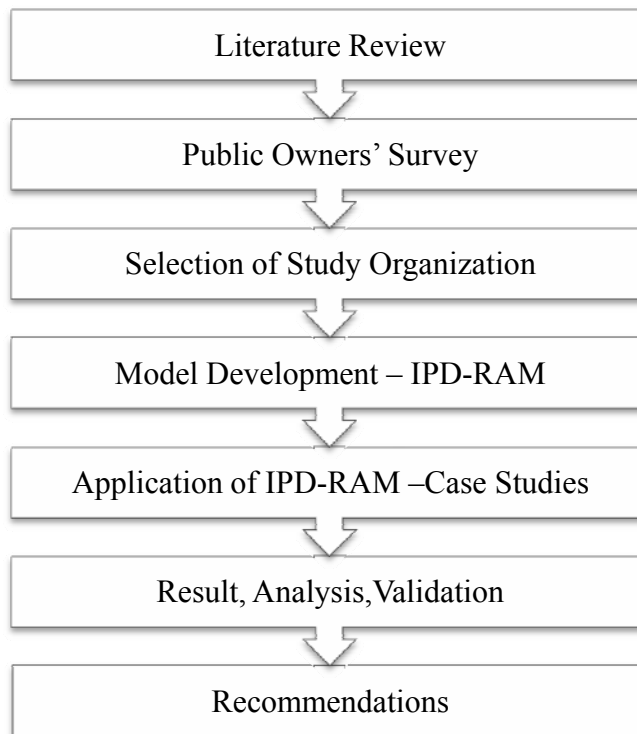 Literature Review
Public Owners’ Survey
Selection of Study Organization
Model Development – IPD-RAM
Application of IPD-RAM –Case Studies
Result, Analysis,Validation
Recommendations